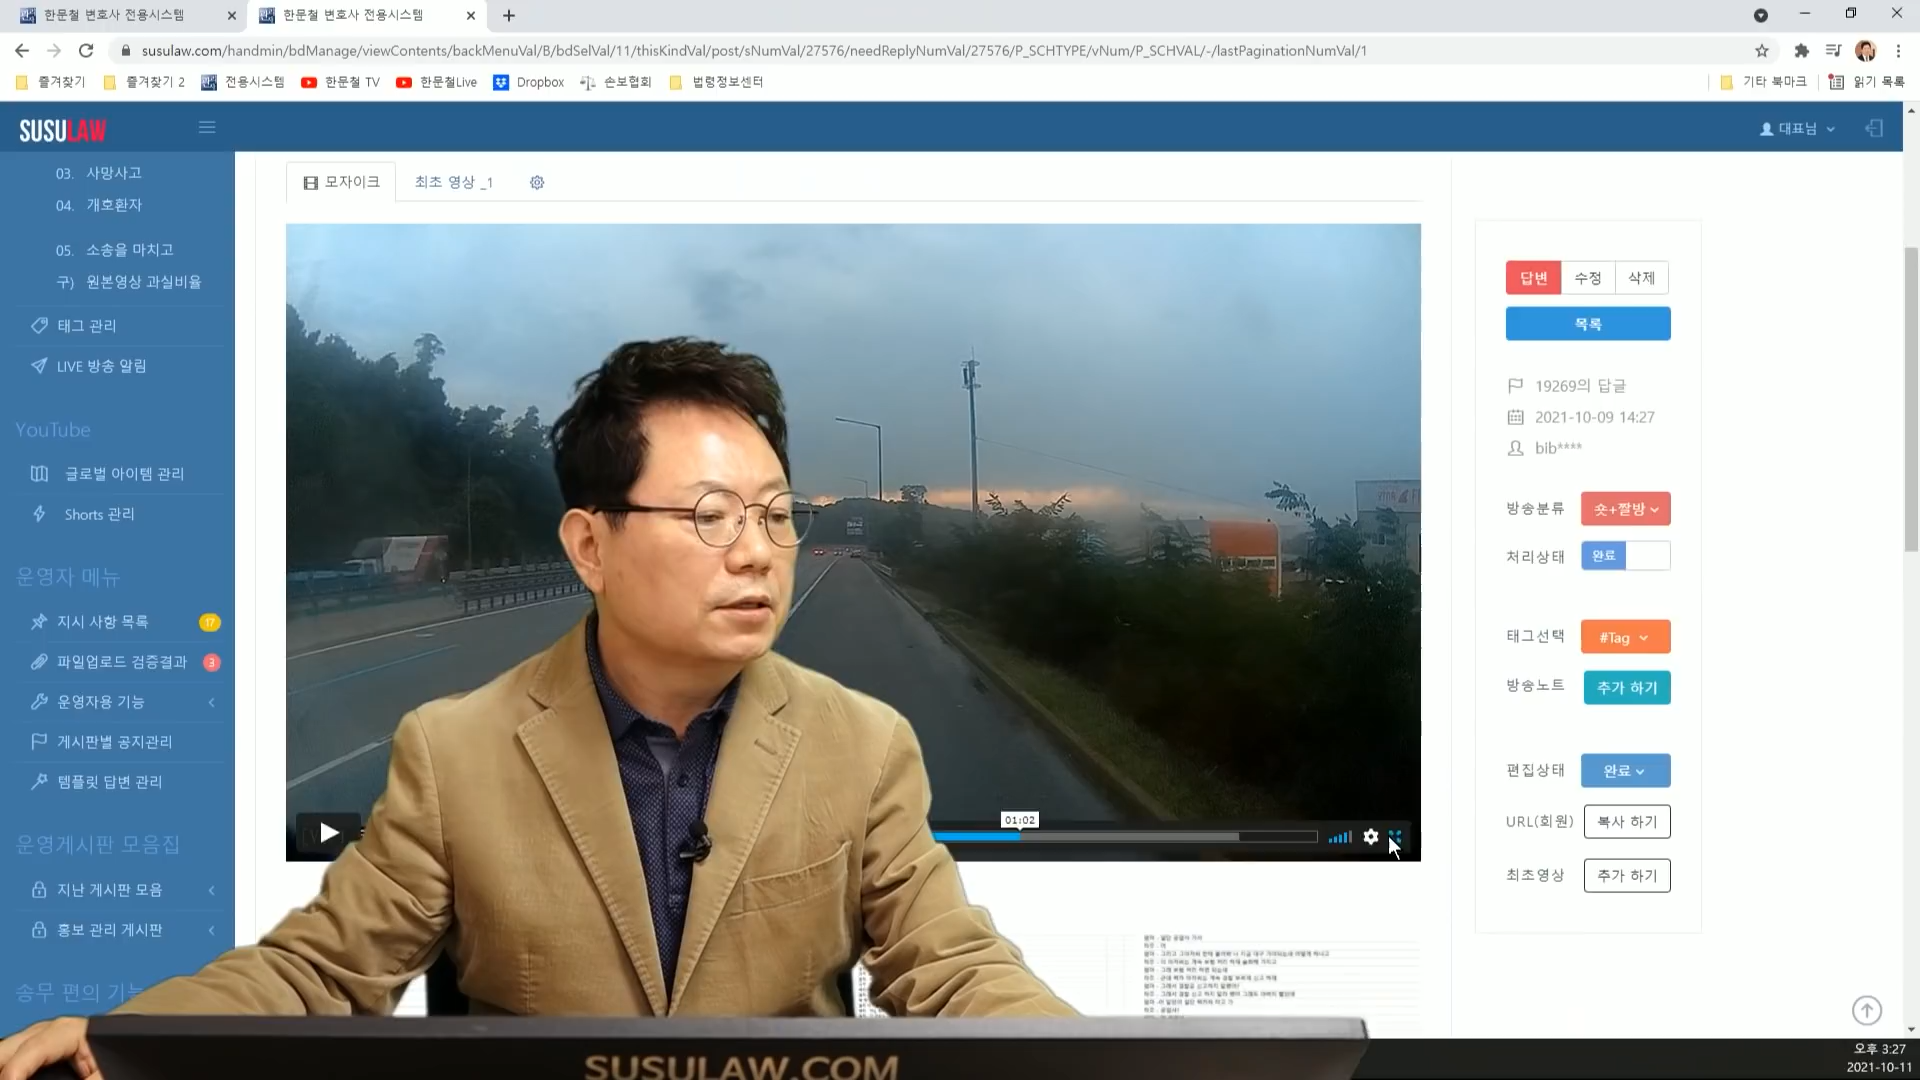 한문철 변호사 전용시스템
한문철 변호사 전용시스템
susulaw.com/handmin/bdManage/viewContents/backMenuVal/B/bdSelVal/11/thisKindVal/post/sNumVal/27576/needReplyNumVal/27576/P_SCHTYPE/vNum/P_SCHVAL/-/lastPaginationNumVal/1
즐겨찾기 즐겨찾기 2 전용시스템 한문철 TV 한문철Live Dropbox 손보협회 법령정보센터 기타 북마크 읽기 목록
SUSULAW 대표님
03. 사망사고
04. 개호환자
05. 소송을 마치고
구) 원본영상 과실비율
태그 관리
LIVE 방송 알림
YouTube
글로벌 아이템 관리
Shorts 관리
운영자 메뉴
지시 사항 목록 17
파일업로드 검증결과 3
운영자용 기능
게시판별 공지관리
템플릿 답변 관리
운영게시판 모음집
지난 게시판 모음
홍보 관리 게시판
송무 편의 기능
모자이크 최초 영상 _1
01:02
답변 수정 삭제
목록
19269의 답글
2021-10-09 14:27
bib****
방송분류 숏+짤방
처리상태 완료
태그선택 #Tag
방송노트 추가 하기
편집상태 완료
URL(회원) 복사 하기
최초영상 추가 하기
SUSULAW.COM
오후 3:27
2021-10-11